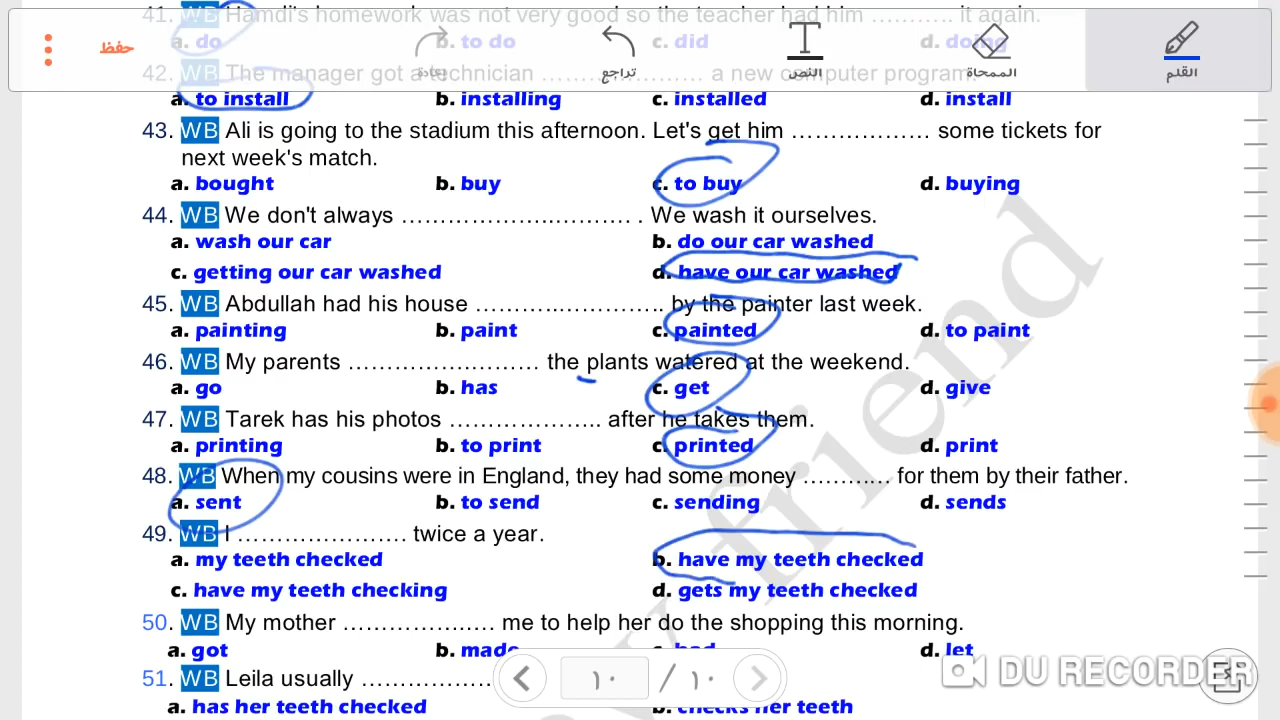 41. WB Hamdi's homework was not very good so the teacher had him ……….. it again.
a. do b. to do c. did d. doing
حفظ
إعادة
تراجع
النص
الممحاة
القلم
42. WB The manager got a technician ………………… a new computer program.
a. to install b. installing c. installed d. install
43. WB Ali is going to the stadium this afternoon. Let's get him ……………… some tickets for
next week's match.
a. bought b. buy c. to buy d. buying
44. WB We don't always ………………..………. . We wash it ourselves.
a. wash our car b. do our car washed
c. getting our car washed d. have our car washed
45. WB Abdullah had his house ………..………….. by the painter last week.
a. painting b. paint c. painted d. to paint
46. WB My parents …………….……… the plants watered at the weekend.
a. go b. has c. get d. give
47. WB Tarek has his photos …………….. after he takes them.
a. printing b. to print c. printed d. print
48. WB When my cousins were in England, they had some money ………… for them by their father.
a. sent b. to send c. sending d. sends
49. WB I …………………. twice a year.
a. my teeth checked b. have my teeth checked
c. have my teeth checking d. gets my teeth checked
50. WB My mother …………….…. me to help her do the shopping this morning.
a. got b. made c. had d. let
51. WB Leila usually ………………
a. has her teeth checked b. checks her teeth
١٠ / ١٠
DU RECORDER
friend